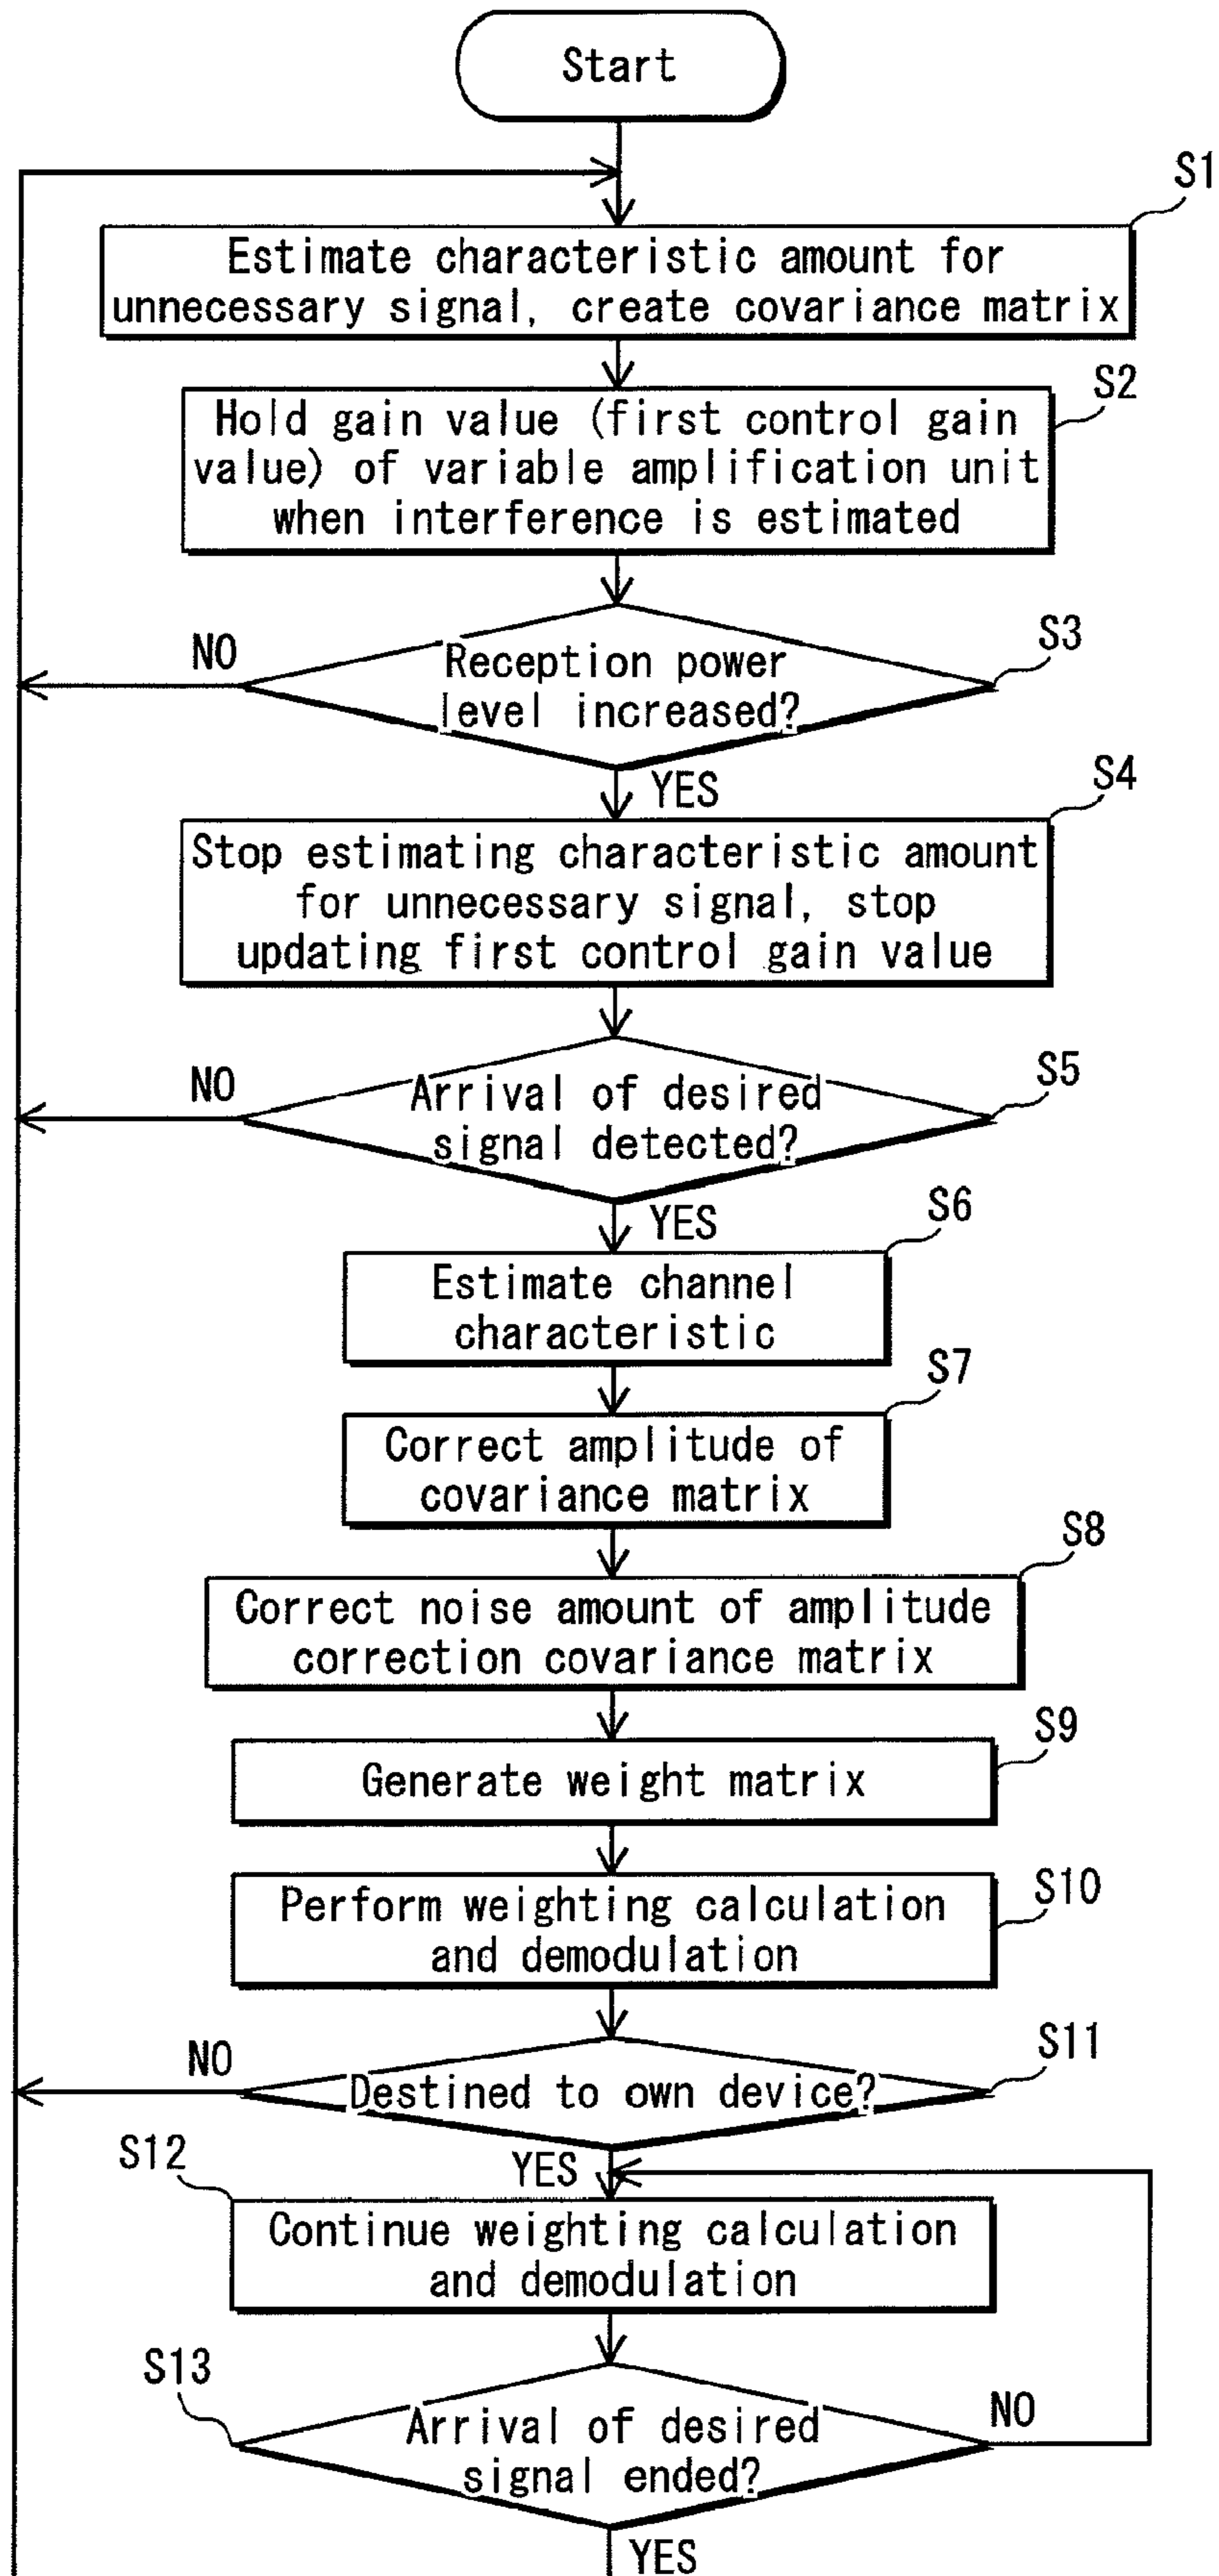 Start
S1
Estimate characteristic amount for
unnecessary signal, create covariance matrix
S2
Hold gain value (first control gain
value) of variable amplification unit
when interference is estimated
S3
NO
Reception power
level increased?
YES
S4
Stop estimating characteristic amount
for unnecessary signal, stop
updating first control gain value
S5
NO
Arrival of desired
signal detected?
YES
S6
Estimate channel
characteristic
S7
Correct amplitude of
covariance matrix
S8
Correct noise amount of amplitude
correction covariance matrix
S9
Generate weight matrix
S10
Perform weighting calculation
and demodulation
S11
NO
Destined to own device?
S12
YES
Continue weighting calculation
and demodulation
S13
NO
Arrival of desired
signal ended?
YES